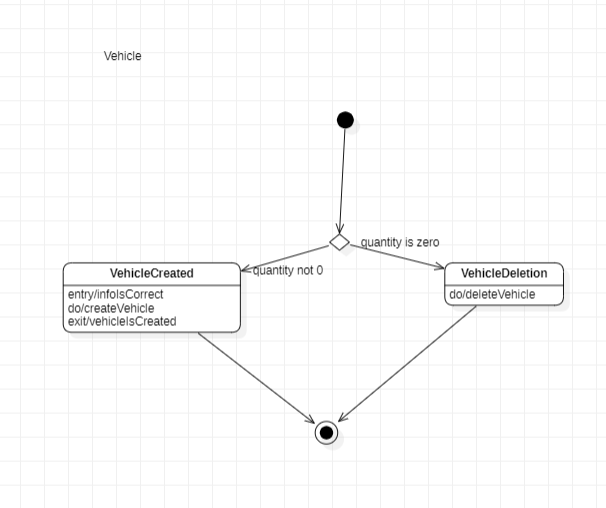 Vehicle
quantity is zero
quantity not 0
VehicleCreated
entry/infoIsCorrect
do/createVehicle
exit/vehicleIsCreated
VehicleDeletion
do/deleteVehicle